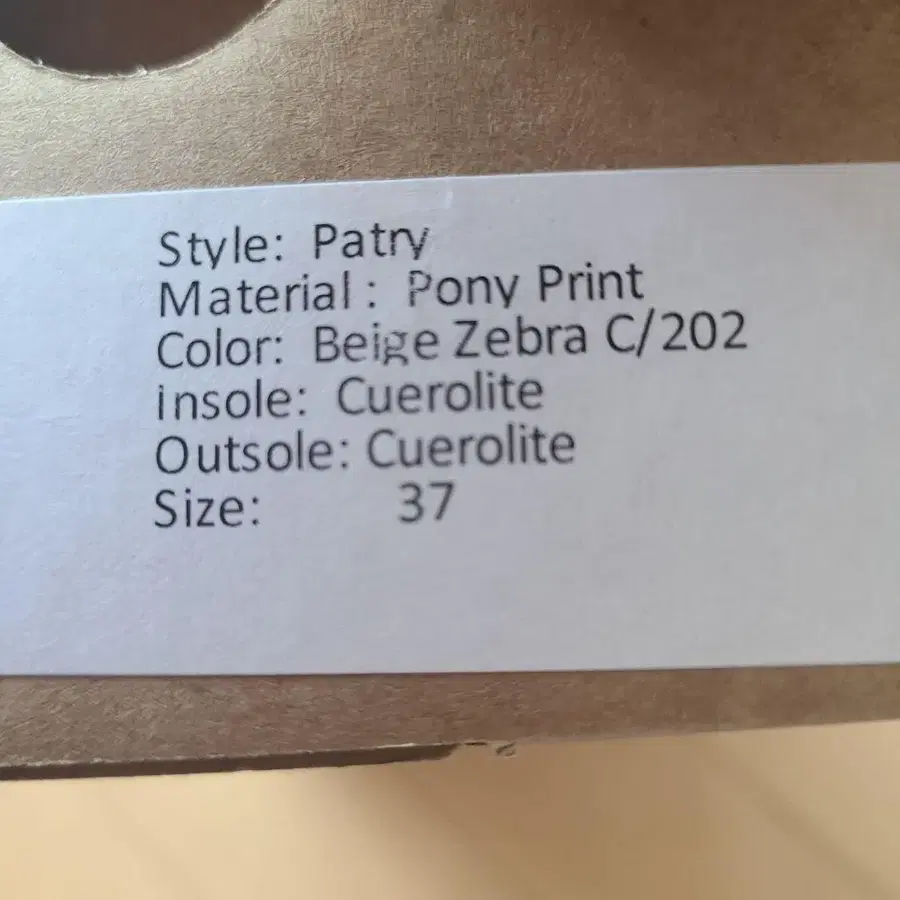 Style: Patry
Material : Pony Print
Color: Beige Zebra C/202
Insole: Cuerolite
Outsole: Cuerolite
Size: 37